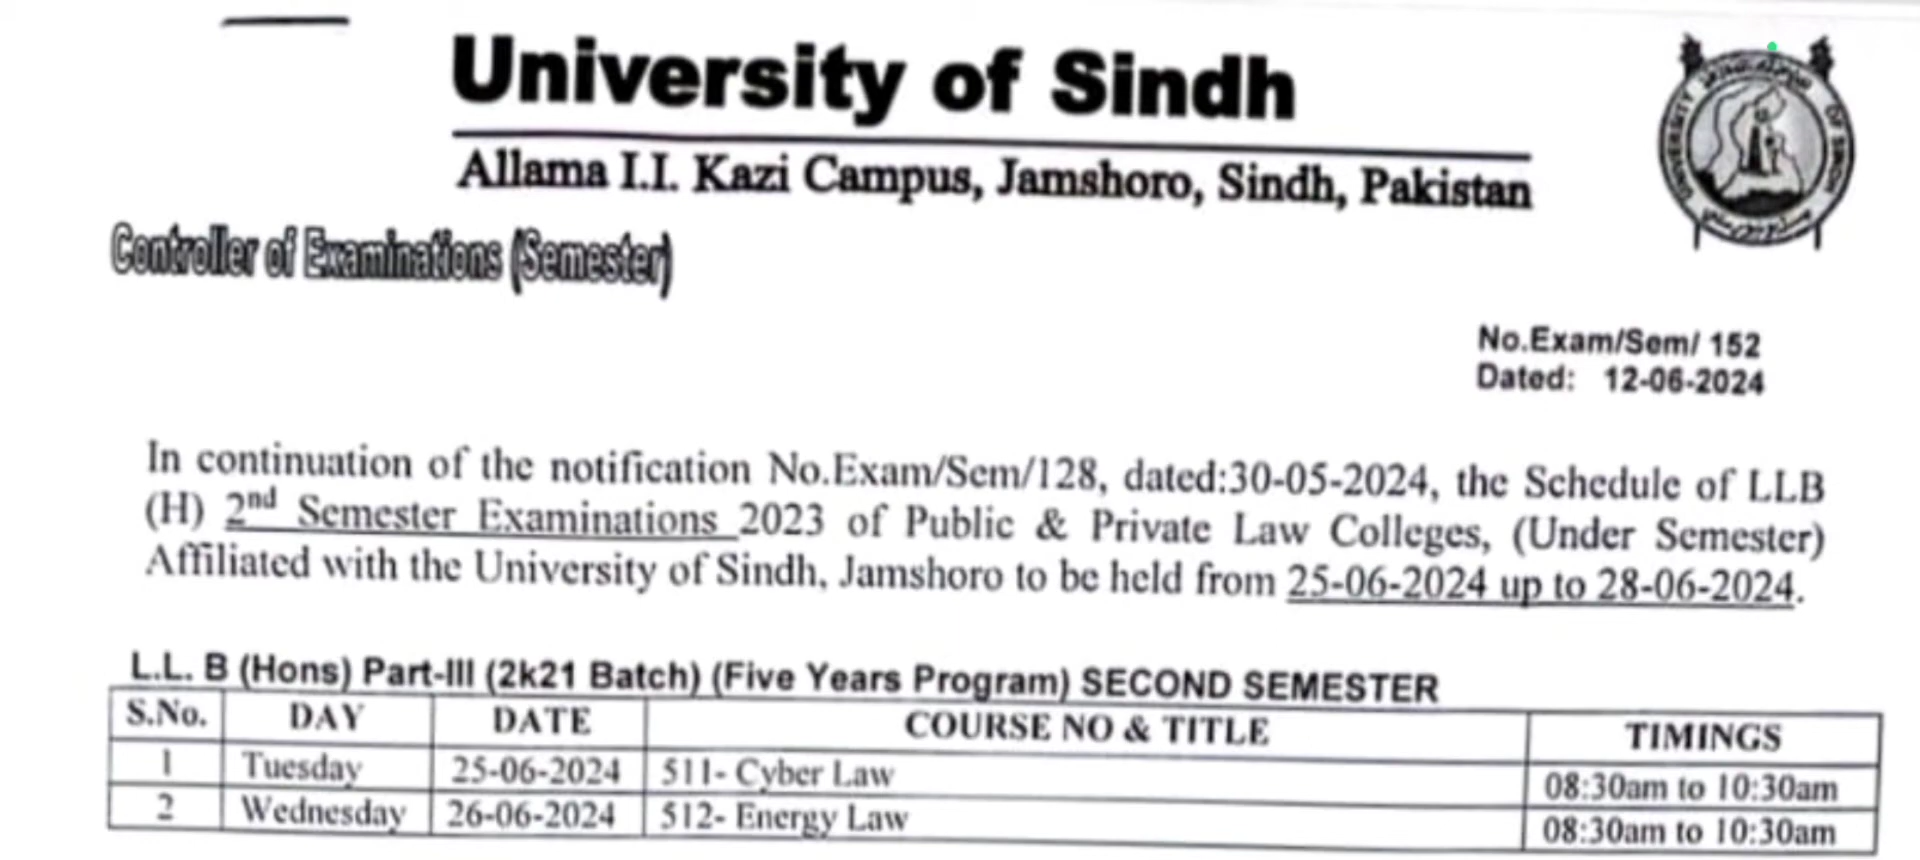 University of Sindh
Allama I.I. Kazi Campus, Jamshoro, Sindh, Pakistan
UNIVERSITY OF SINDH
Controller of Examinations (Semester)
No.Exam/Sem/ 152
Dated: 12-06-2024
In continuation of the notification No.Exam/Sem/128, dated:30-05-2024, the Schedule of LLB
(H) 2nd Semester Examinations 2023 of Public & Private Law Colleges, (Under Semester)
Affiliated with the University of Sindh, Jamshoro to be held from 25-06-2024 up to 28-06-2024.
L.L. B (Hons) Part-III (2k21 Batch) (Five Years Program) SECOND SEMESTER
S.No. DAY DATE COURSE NO & TITLE TIMINGS
1 Tuesday 25-06-2024 511- Cyber Law 08:30am to 10:30am
2 Wednesday 26-06-2024 512- Energy Law 08:30am to 10:30am